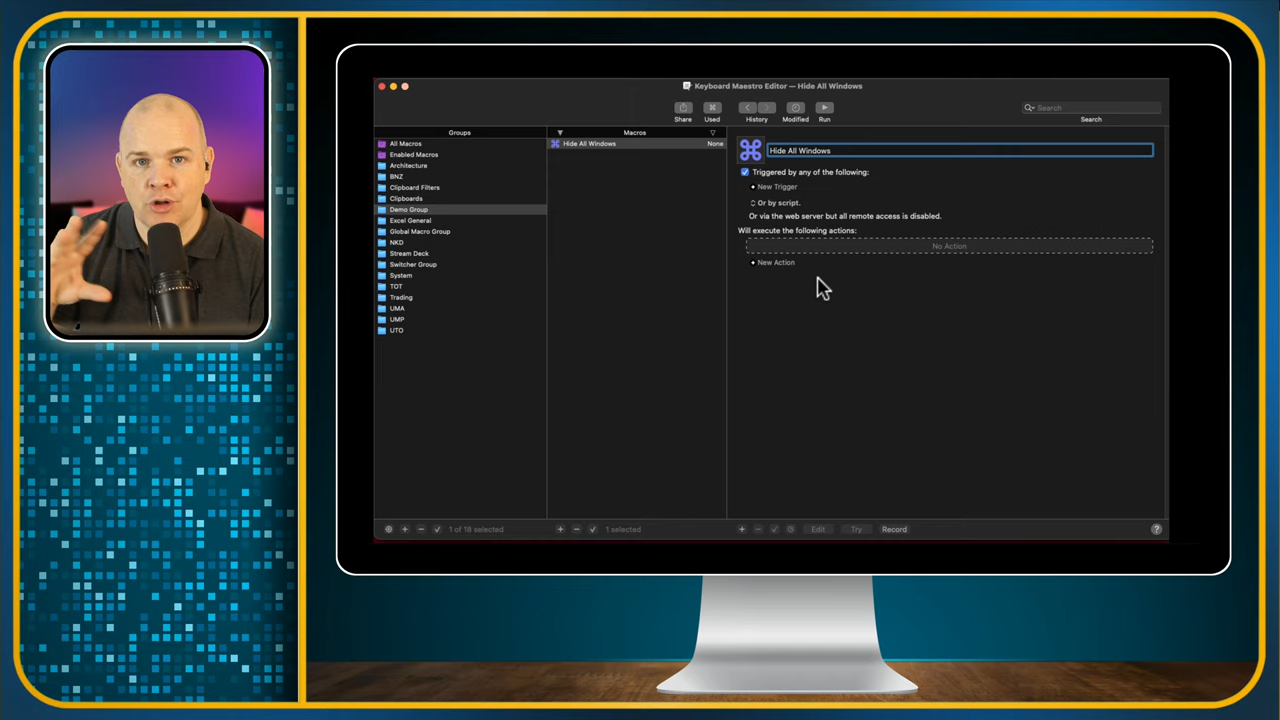 Keyboard Maestro Editor — Hide All Windows
Share
Used
History
Modified
Run
Search
Search
Groups
All Macros
Enabled Macros
Architecture
BNZ
Clipboard Filters
Clipboards
Demo Group
Excel General
Global Macro Group
NKD
Stream Deck
Switcher Group
System
TOT
Trading
UMA
UMP
UTO
1 of 18 selected
Macros
Hide All Windows None
1 selected
Hide All Windows
Triggered by any of the following:
New Trigger
Or by script.
Or via the web server but all remote access is disabled.
Will execute the following actions:
No Action
New Action
Edit
Try
Record
?